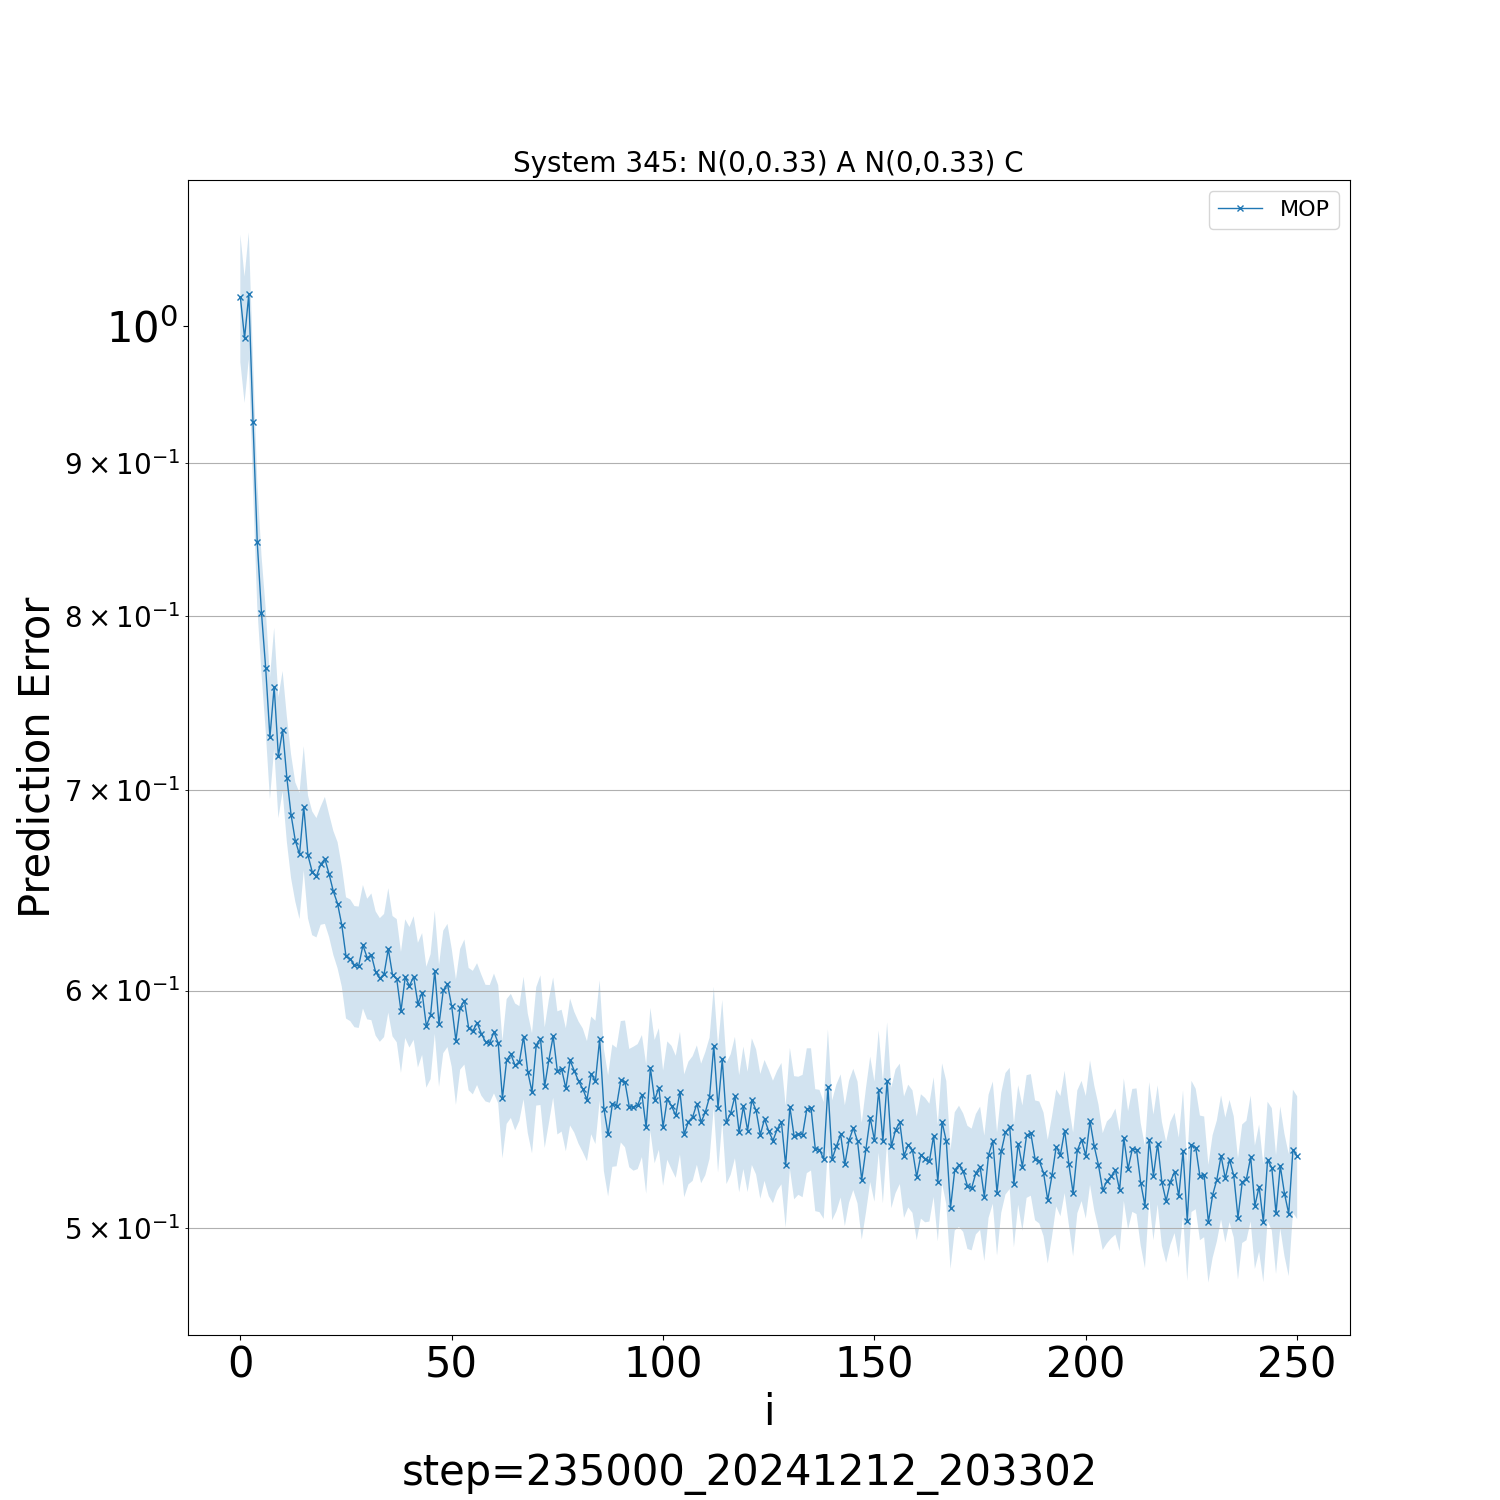 System 345: N(0,0.33) A N(0,0.33) C
MOP
10⁰
9 × 10⁻¹
8 × 10⁻¹
7 × 10⁻¹
6 × 10⁻¹
5 × 10⁻¹
Prediction Error
0 50 100 150 200 250
i
step=235000_20241212_203302